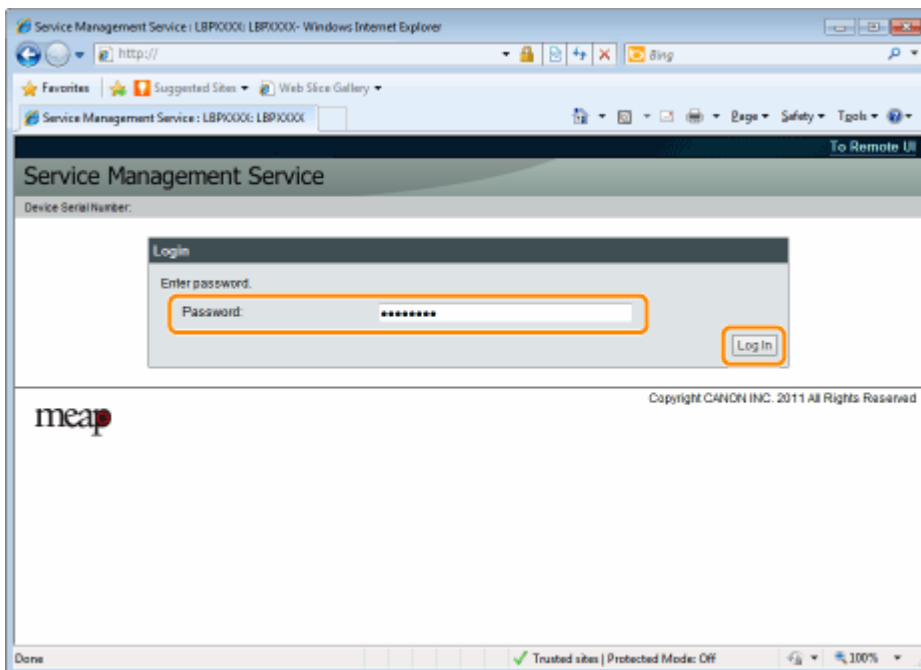 Service Management Service : LBPXXXX: LBPXXXX- Windows Internet Explorer
http://
Bing
Favorites Suggested Sites Web Slice Gallery
Service Management Service : LBPXXXX: LBPXXXX Page Safety Tools
To Remote UI
Service Management Service
Device Serial Number:
Login
Enter password.
Password: ••••••••
Log In
Copyright CANON INC. 2011 All Rights Reserved
meap
Done Trusted sites | Protected Mode: Off 100%